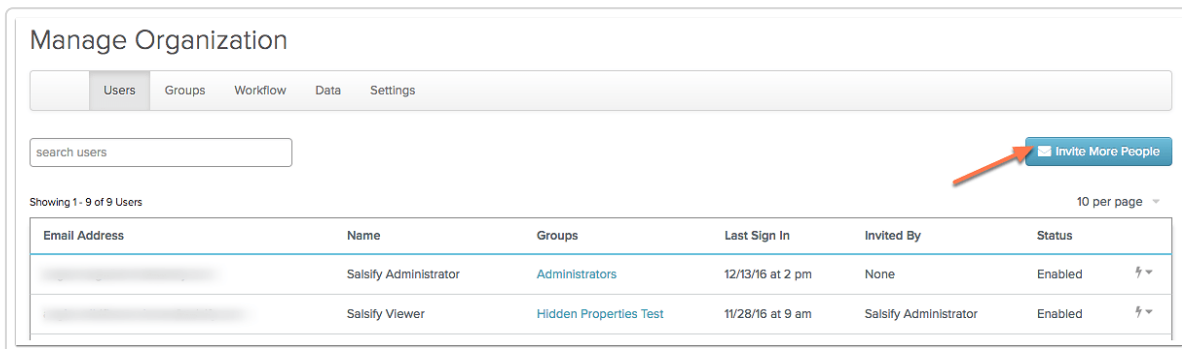 Manage Organization
Users Groups Workflow Data Settings
search users
Invite More People
Showing 1 - 9 of 9 Users
10 per page
Email Address Name Groups Last Sign In Invited By Status
Salsify Administrator Administrators 12/13/16 at 2 pm None Enabled
Salsify Viewer Hidden Properties Test 11/28/16 at 9 am Salsify Administrator Enabled